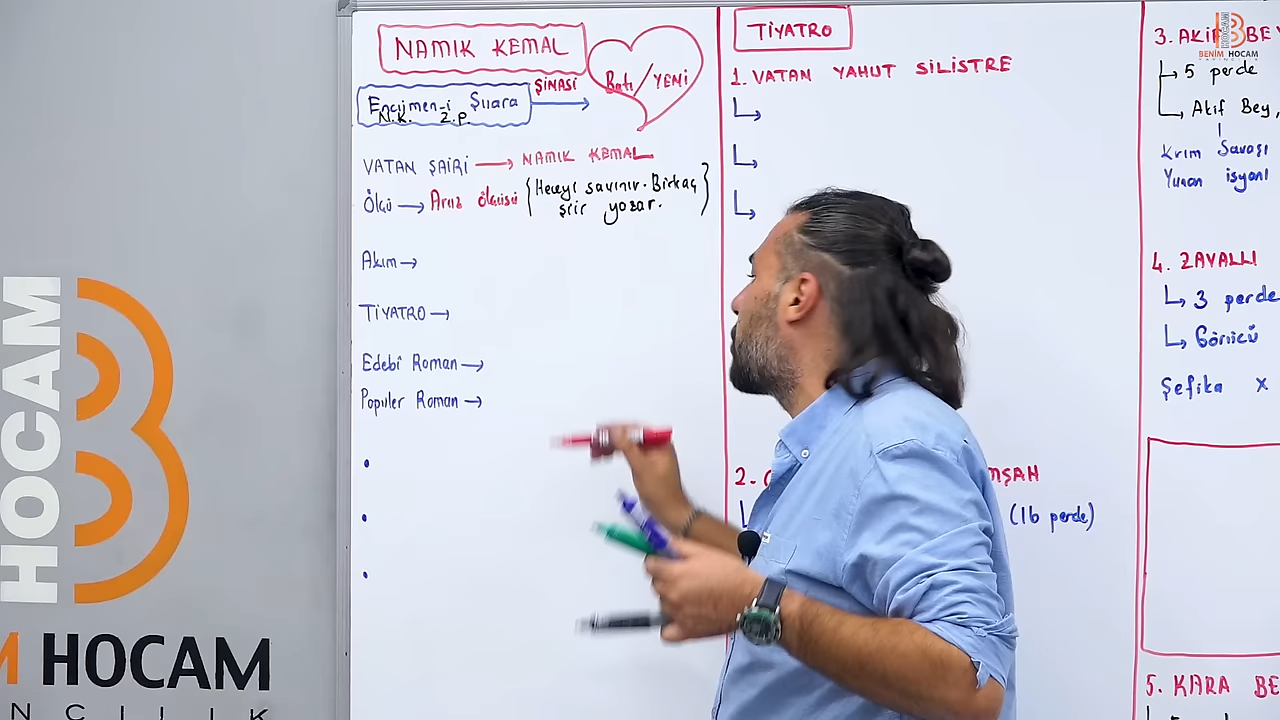 NAMIK KEMAL
Encümen-i Şuara
N.K. Z.P.
ŞİNASİ
Batı/YENİ
VATAN ŞAİRİ → NAMIK KEMAL
Ölçü → Aruz ölçüsü (Heceyi savunur. Birkaç
şiir yazar.)
Akım →
TİYATRO →
Edebî Roman →
Popüler Roman →
TİYATRO
1. VATAN YAHUT SİLİSTRE
2.
MŞAH
(16 perde)
3. AKİF BEY
5 perde
Akif Bey,
Kırım Savaşı
Yunan isyanı
4. ZAVALLI
3 perde
Görücü
Şefika X
5. KARA BE
BENİM HOCAM
YAYINCILIK
HOCAM
HOCAM
NCILIK